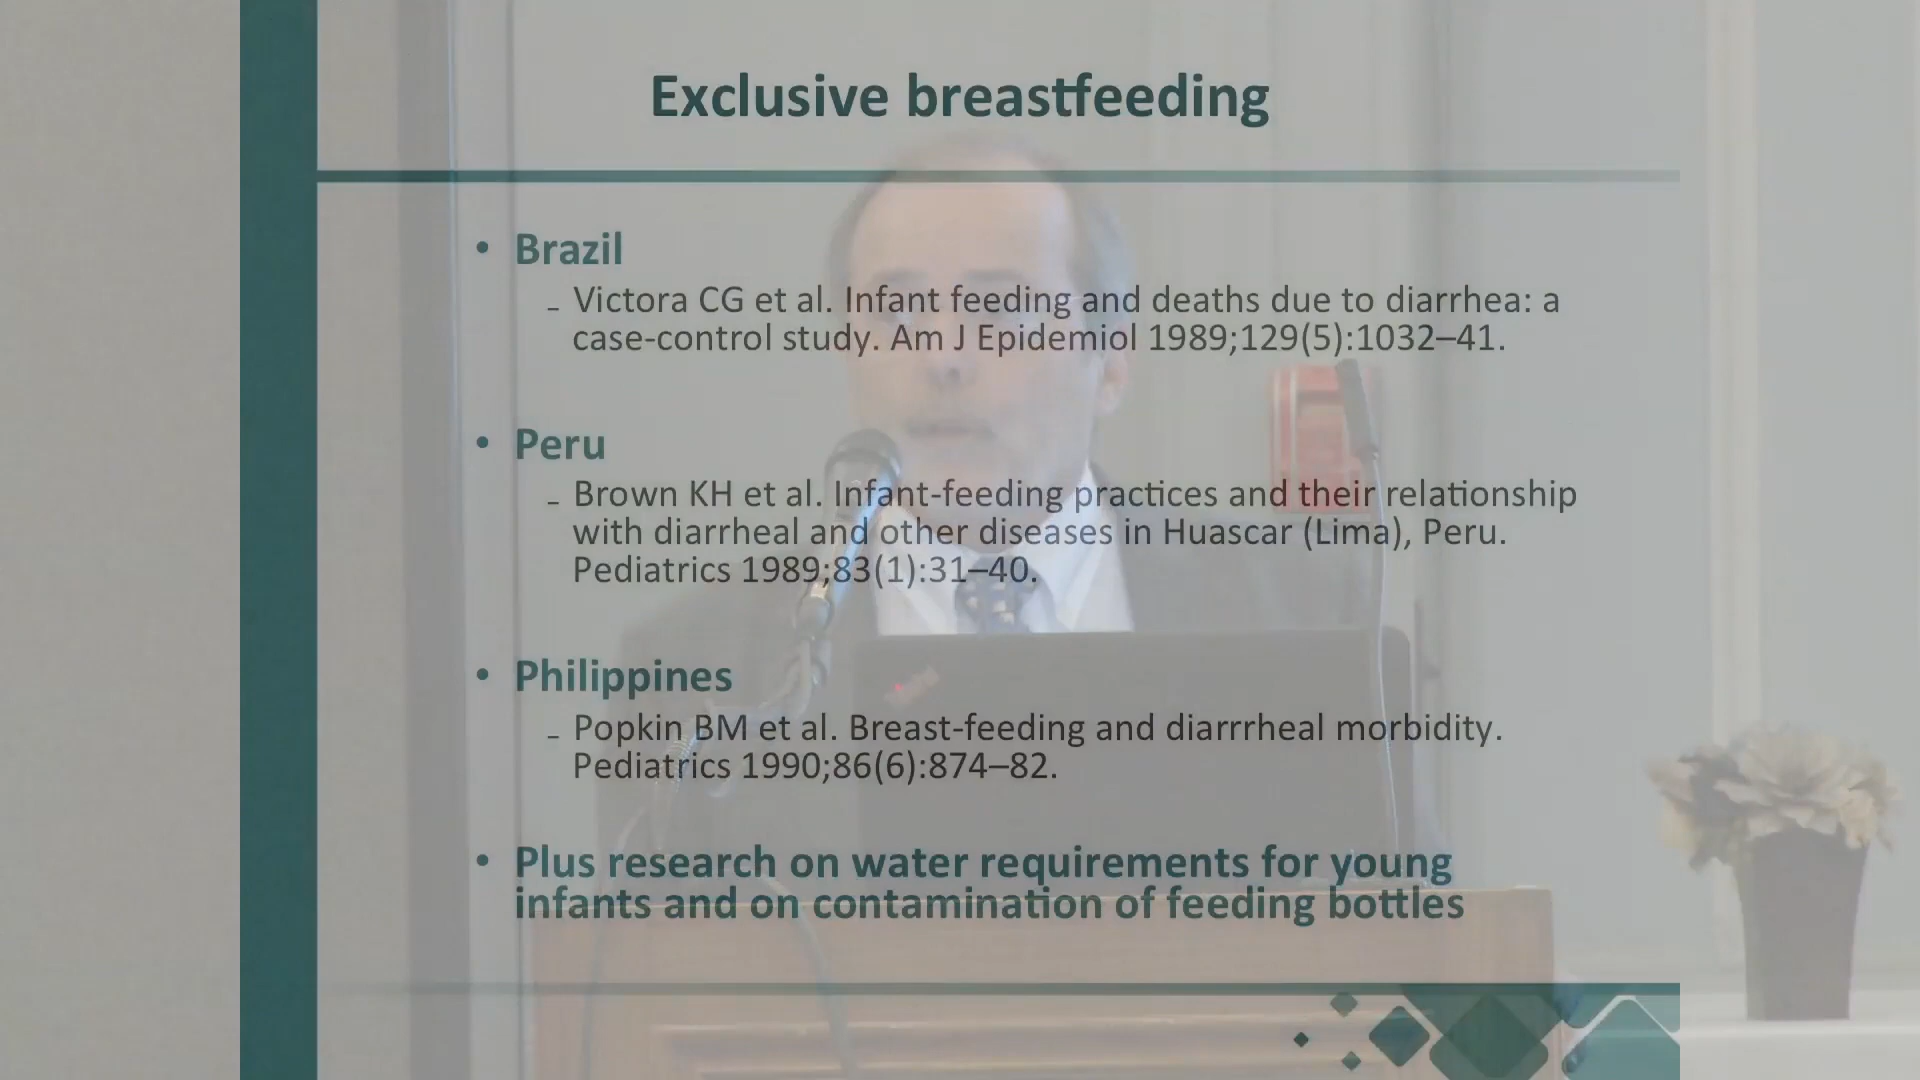 Exclusive breastfeeding
• Brazil
– Victora CG et al. Infant feeding and deaths due to diarrhea: a
case-control study. Am J Epidemiol 1989;129(5):1032–41.
• Peru
– Brown KH et al. Infant-feeding practices and their relationship
with diarrheal and other diseases in Huascar (Lima), Peru.
Pediatrics 1989;83(1):31–40.
• Philippines
– Popkin BM et al. Breast-feeding and diarrrheal morbidity.
Pediatrics 1990;86(6):874–82.
• Plus research on water requirements for young
infants and on contamination of feeding bottles